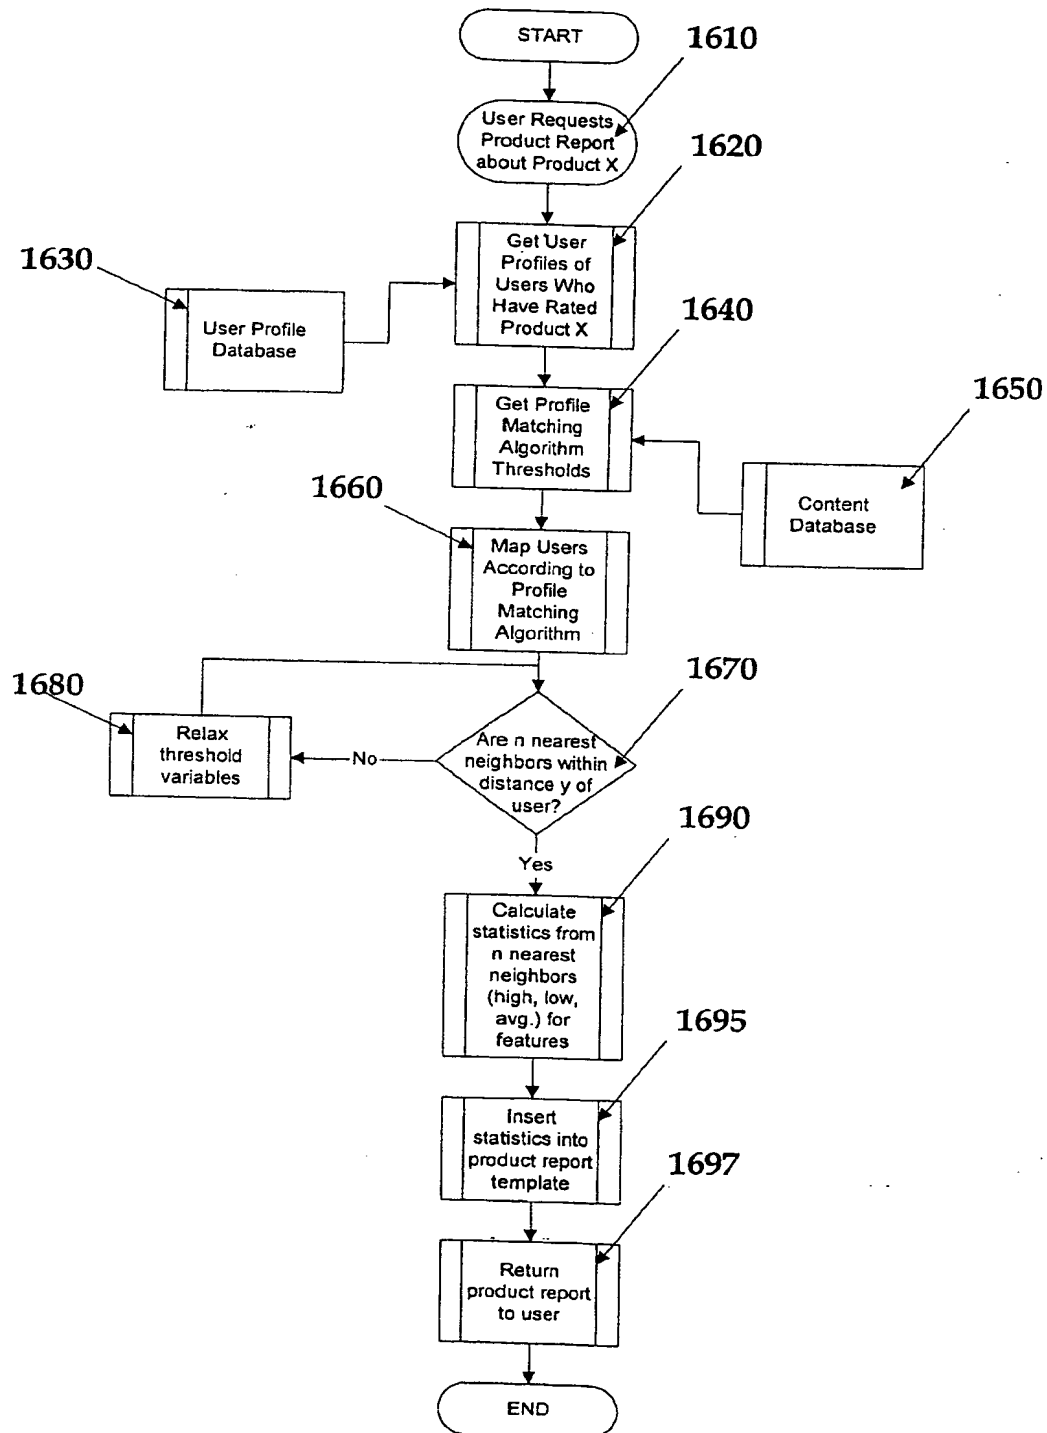 START
1610
User Requests
Product Report
about Product X
1620
Get User
Profiles of
Users Who
Have Rated
Product X
1630
User Profile
Database
1640
Get Profile
Matching
Algorithm
Thresholds
1650
Content
Database
1660
Map Users
According to
Profile
Matching
Algorithm
1670
Are n nearest
neighbors within
distance y of
user?
No
1680
Relax
threshold
variables
Yes
1690
Calculate
statistics from
n nearest
neighbors
(high, low,
avg.) for
features
1695
Insert
statistics into
product report
template
1697
Return
product report
to user
END